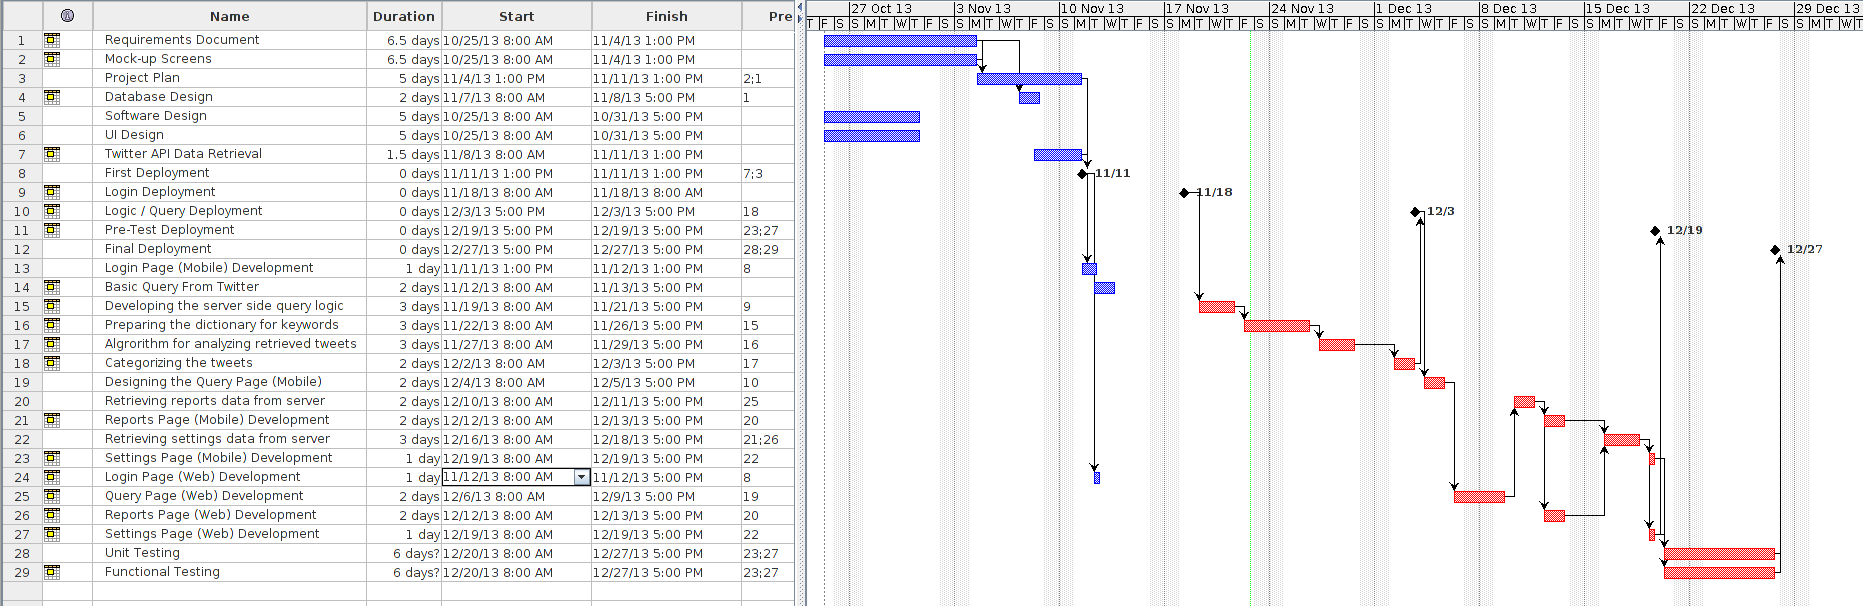 Name Duration Start Finish Pre
27 Oct 13 3 Nov 13 10 Nov 13 17 Nov 13 24 Nov 13 1 Dec 13 8 Dec 13 15 Dec 13 22 Dec 13 29 Dec 13
T F S S M T W T F S S M T W T F S S M T W T F S S M T W T F S S M T W T F S S M T W T F S S M T W T F S S M T W T F S S M T W T F S S M T W T F S S M T W
1 Requirements Document 6.5 days 10/25/13 8:00 AM 11/4/13 1:00 PM
2 Mock-up Screens 6.5 days 10/25/13 8:00 AM 11/4/13 1:00 PM
3 Project Plan 5 days 11/4/13 1:00 PM 11/11/13 1:00 PM 2;1
4 Database Design 2 days 11/7/13 8:00 AM 11/8/13 5:00 PM 1
5 Software Design 5 days 10/25/13 8:00 AM 10/31/13 5:00 PM
6 UI Design 5 days 10/25/13 8:00 AM 10/31/13 5:00 PM
7 Twitter API Data Retrieval 1.5 days 11/8/13 8:00 AM 11/11/13 1:00 PM
8 First Deployment 0 days 11/11/13 1:00 PM 11/11/13 1:00 PM 7;3 11/11
9 Login Deployment 0 days 11/18/13 8:00 AM 11/18/13 8:00 AM 11/18
10 Logic / Query Deployment 0 days 12/3/13 5:00 PM 12/3/13 5:00 PM 18 12/3
11 Pre-Test Deployment 0 days 12/19/13 5:00 PM 12/19/13 5:00 PM 23;27 12/19
12 Final Deployment 0 days 12/27/13 5:00 PM 12/27/13 5:00 PM 28;29 12/27
13 Login Page (Mobile) Development 1 day 11/11/13 1:00 PM 11/12/13 1:00 PM 8
14 Basic Query From Twitter 2 days 11/12/13 8:00 AM 11/13/13 5:00 PM
15 Developing the server side query logic 3 days 11/19/13 8:00 AM 11/21/13 5:00 PM 9
16 Preparing the dictionary for keywords 3 days 11/22/13 8:00 AM 11/26/13 5:00 PM 15
17 Algrorithm for analyzing retrieved tweets 3 days 11/27/13 8:00 AM 11/29/13 5:00 PM 16
18 Categorizing the tweets 2 days 12/2/13 8:00 AM 12/3/13 5:00 PM 17
19 Designing the Query Page (Mobile) 2 days 12/4/13 8:00 AM 12/5/13 5:00 PM 10
20 Retrieving reports data from server 2 days 12/10/13 8:00 AM 12/11/13 5:00 PM 25
21 Reports Page (Mobile) Development 2 days 12/12/13 8:00 AM 12/13/13 5:00 PM 20
22 Retrieving settings data from server 3 days 12/16/13 8:00 AM 12/18/13 5:00 PM 21;26
23 Settings Page (Mobile) Development 1 day 12/19/13 8:00 AM 12/19/13 5:00 PM 22
24 Login Page (Web) Development 1 day 11/12/13 8:00 AM 11/12/13 5:00 PM 8
25 Query Page (Web) Development 2 days 12/6/13 8:00 AM 12/9/13 5:00 PM 19
26 Reports Page (Web) Development 2 days 12/12/13 8:00 AM 12/13/13 5:00 PM 20
27 Settings Page (Web) Development 1 day 12/19/13 8:00 AM 12/19/13 5:00 PM 22
28 Unit Testing 6 days? 12/20/13 8:00 AM 12/27/13 5:00 PM 23;27
29 Functional Testing 6 days? 12/20/13 8:00 AM 12/27/13 5:00 PM 23;27